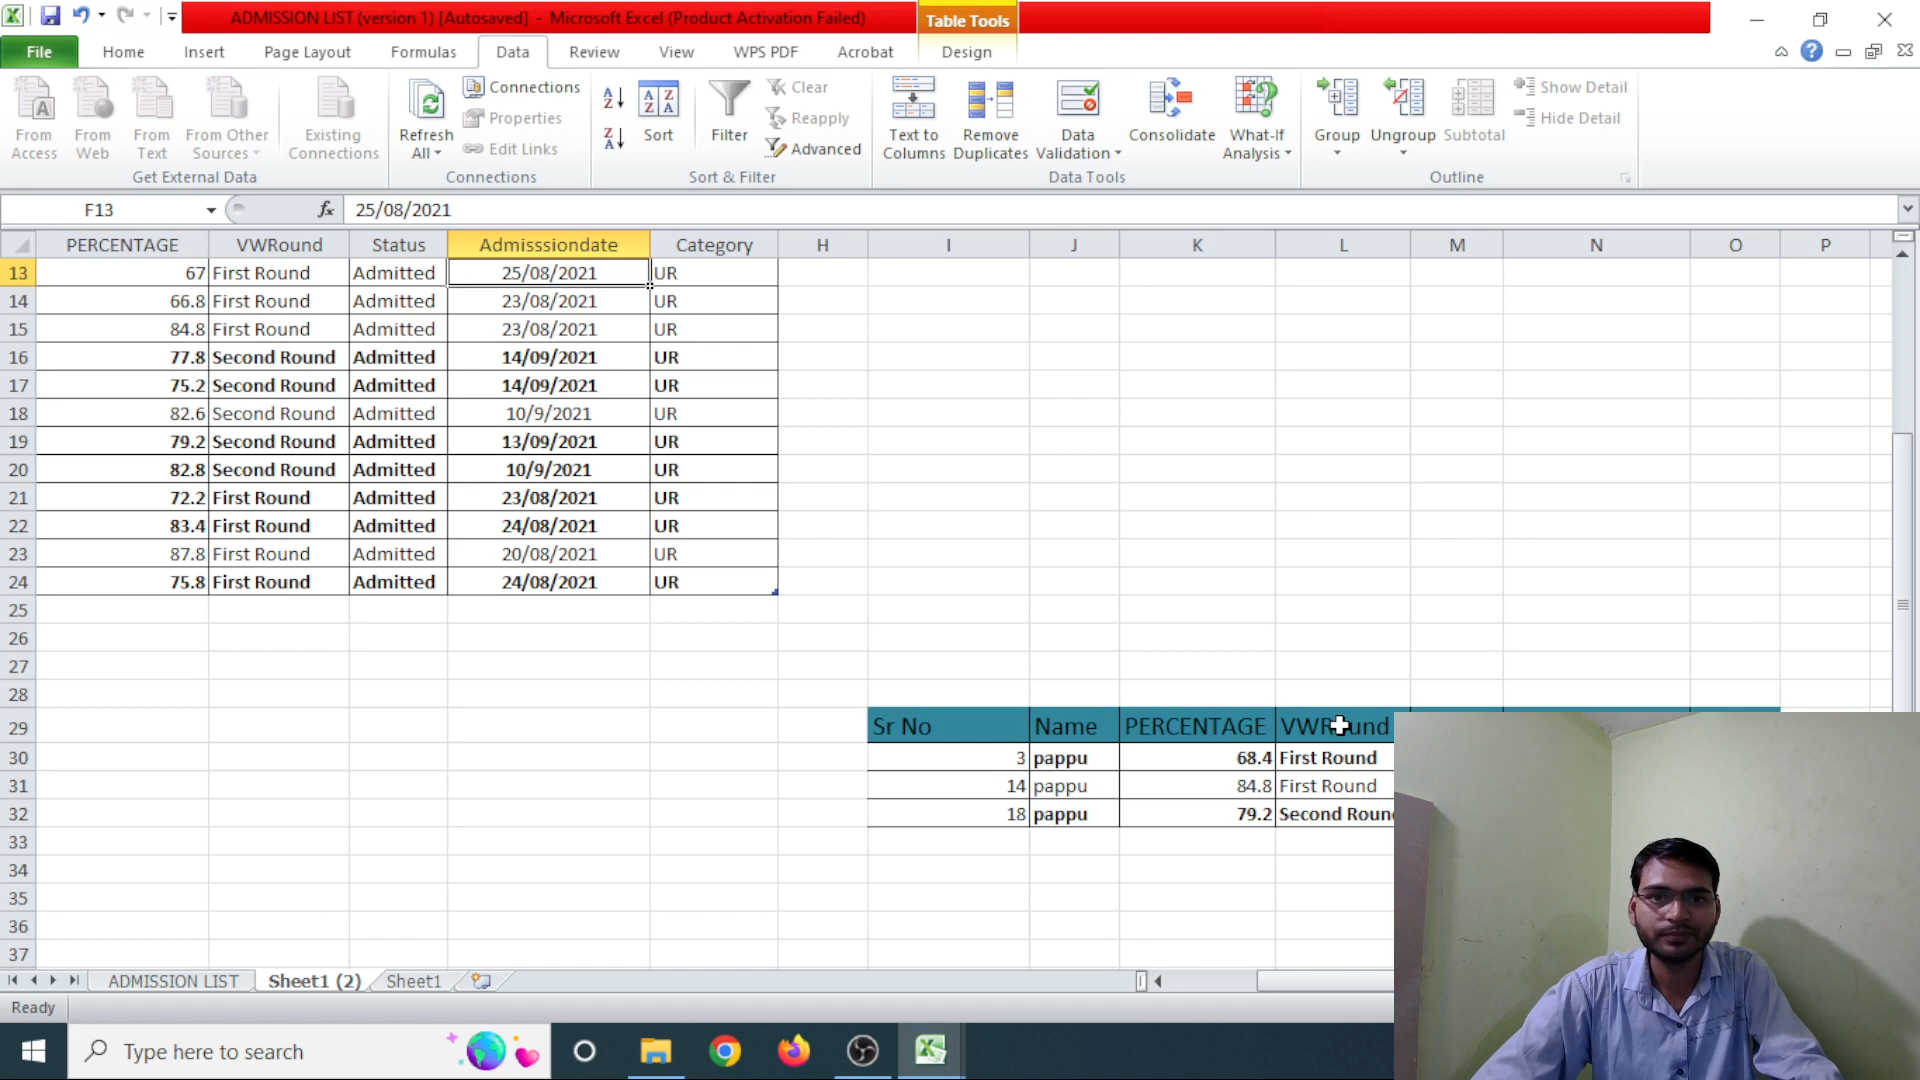 ADMISSION LIST (version 1) [Autosaved] - Microsoft Excel (Product Activation Failed)
Table Tools
File Home Insert Page Layout Formulas Data Review View WPS PDF Acrobat Design
From Access
From Web
From Text
From Other Sources
Existing Connections
Get External Data
Refresh All
Connections
Properties
Edit Links
Connections
Sort
Filter
Clear
Reapply
Advanced
Sort & Filter
Text to Columns
Remove Duplicates
Data Validation
Consolidate
What-If Analysis
Data Tools
Group
Ungroup
Subtotal
Show Detail
Hide Detail
Outline
F13 fx 25/08/2021
PERCENTAGE VWRound Status Admisssiondate Category H I J K L M N O P
13 67 First Round Admitted 25/08/2021 UR
14 66.8 First Round Admitted 23/08/2021 UR
15 84.8 First Round Admitted 23/08/2021 UR
16 77.8 Second Round Admitted 14/09/2021 UR
17 75.2 Second Round Admitted 14/09/2021 UR
18 82.6 Second Round Admitted 10/9/2021 UR
19 79.2 Second Round Admitted 13/09/2021 UR
20 82.8 Second Round Admitted 10/9/2021 UR
21 72.2 First Round Admitted 23/08/2021 UR
22 83.4 First Round Admitted 24/08/2021 UR
23 87.8 First Round Admitted 20/08/2021 UR
24 75.8 First Round Admitted 24/08/2021 UR
25
26
27
28
29 Sr No Name PERCENTAGE VWRound
30 3 pappu 68.4 First Round
31 14 pappu 84.8 First Round
32 18 pappu 79.2 Second Roun
33
34
35
36
37
ADMISSION LIST Sheet1 (2) Sheet1
Ready
Type here to search